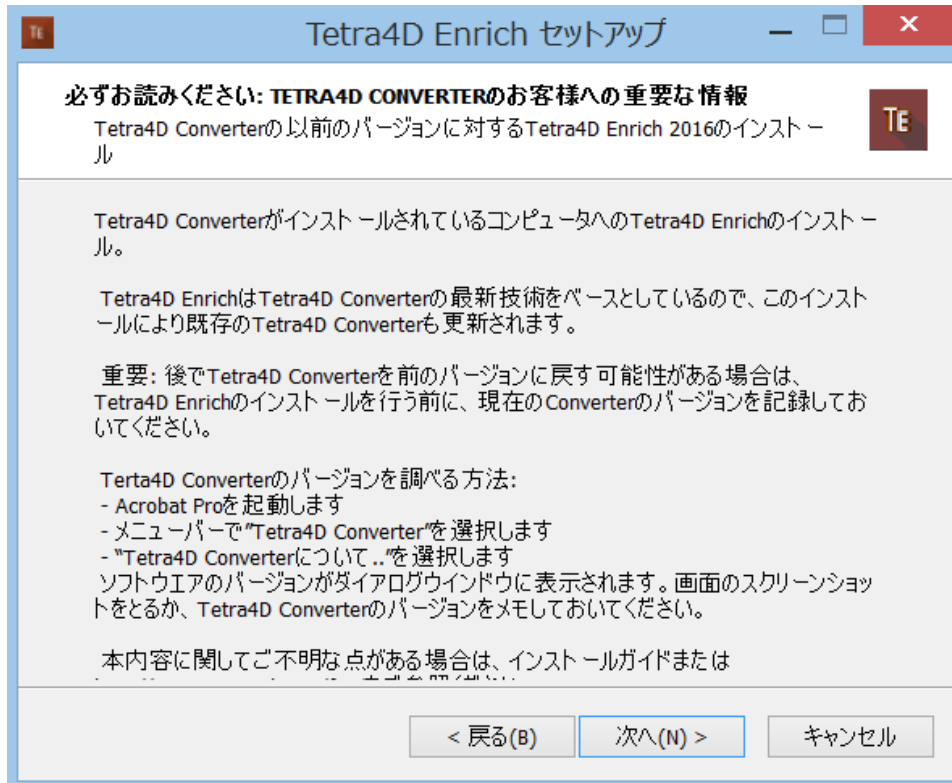 TE
Tetra4D Enrich セットアップ
必ずお読みください: TETRA4D CONVERTERのお客様への重要な情報
Tetra4D Converterの以前のバージョンに対するTetra4D Enrich 2016のインストー
ル
TE
Tetra4D ConverterがインストールされているコンピュータへのTetra4D Enrichのインストー
ル。
Tetra4D EnrichはTetra4D Converterの最新技術をベースとしているので、このインスト
ールにより既存のTetra4D Converterも更新されます。
重要: 後でTetra4D Converterを前のバージョンに戻す可能性がある場合は、
Tetra4D Enrichのインストールを行う前に、現在のConverterのバージョンを記録してお
いてください。
Terta4D Converterのバージョンを調べる方法:
- Acrobat Proを起動します
- メニューバーで"Tetra4D Converter"を選択します
- "Tetra4D Converterについて.."を選択します
ソフトウエアのバージョンがダイアログウインドウに表示されます。画面のスクリーンショッ
トをとるか、Tetra4D Converterのバージョンをメモしておいてください。
本内容に関してご不明な点がある場合は、インストールガイドまたは
< 戻る(B)
次へ(N) >
キャンセル